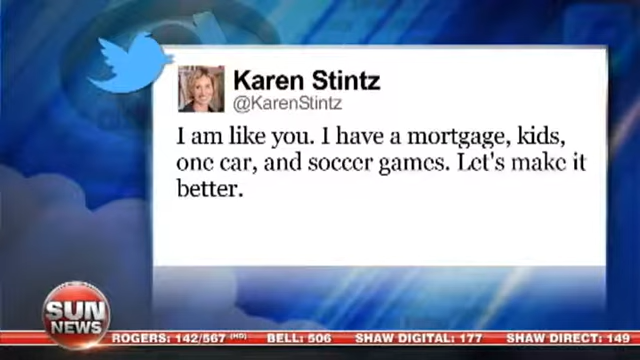 Karen Stintz
@KarenStintz
I am like you. I have a mortgage, kids,
one car, and soccer games. Let's make it
better.
SUN
NEWS
ROGERS: 142/567 (HD) BELL: 506 SHAW DIGITAL: 177 SHAW DIRECT: 149